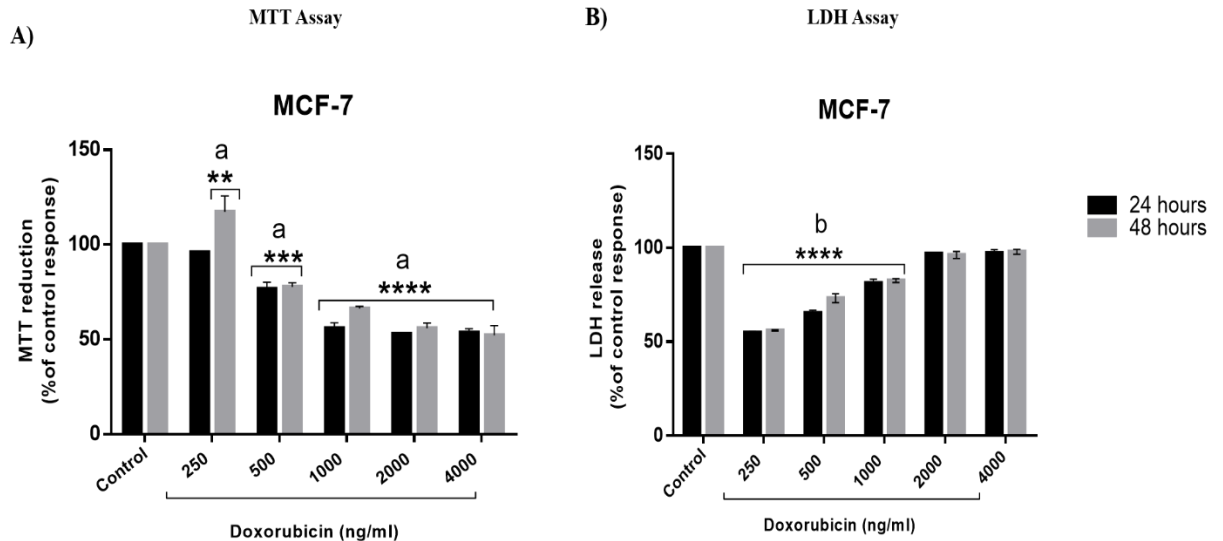 MTT Assay
A)
MCF-7
MTT reduction
(%of control response)
150
100
50
0
a
**
a
***
a
****
Control
250
500
1000
2000
4000
Doxorubicin (ng/ml)
LDH Assay
B)
MCF-7
LDH release
(%of control response)
150
100
50
0
b
****
Control
250
500
1000
2000
4000
Doxorubicin (ng/ml)
24 hours
48 hours